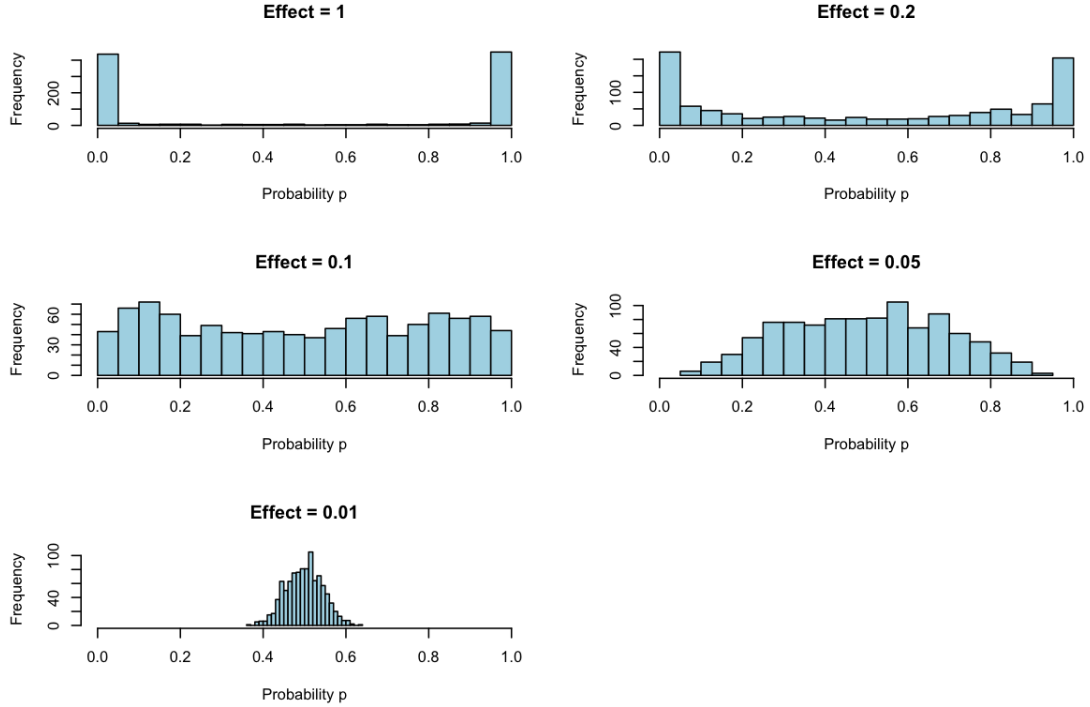 Effect = 1
Frequency
0 200
0.0 0.2 0.4 0.6 0.8 1.0
Probability p
Effect = 0.2
Frequency
0 100
0.0 0.2 0.4 0.6 0.8 1.0
Probability p
Effect = 0.1
Frequency
0 30 60
0.0 0.2 0.4 0.6 0.8 1.0
Probability p
Effect = 0.05
Frequency
0 40 100
0.0 0.2 0.4 0.6 0.8 1.0
Probability p
Effect = 0.01
Frequency
0 40 100
0.0 0.2 0.4 0.6 0.8 1.0
Probability p